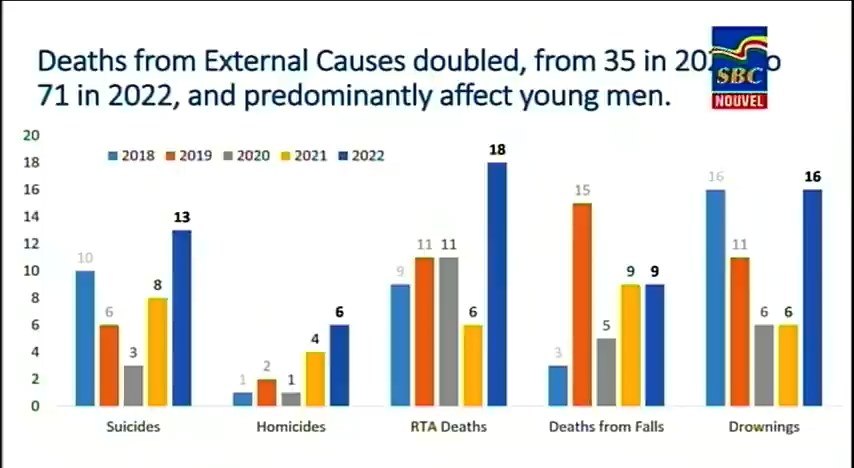 Deaths from External Causes doubled, from 35 in
71 in 2022, and predominantly affect young men.
SBC
NOUVEL
20
18
16
14
12
10
8
6
4
2
0
2018 2019 2020 2021 2022
10 6 3 8 13
1 2 1 4 6
9 11 11 6 18
3 15 5 9 9
16 11 6 6 16
Suicides Homicides RTA Deaths Deaths from Falls Drownings